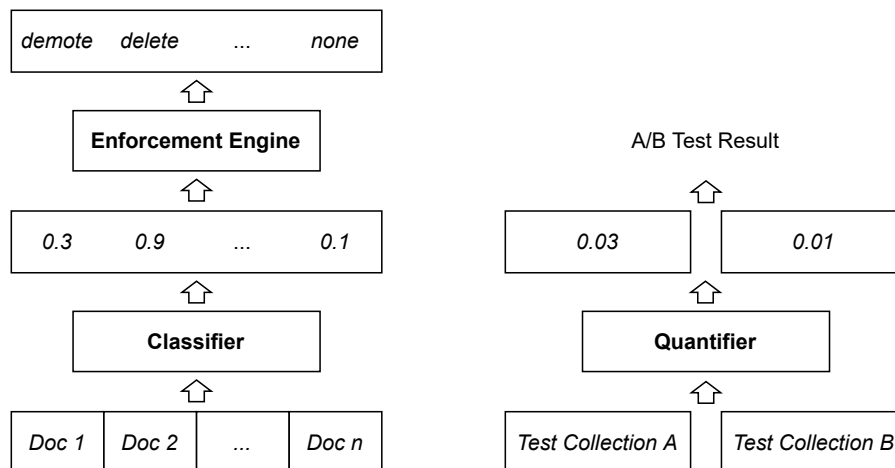 demote delete ... none
Enforcement Engine
0.3 0.9 ... 0.1
Classifier
Doc 1 Doc 2 ... Doc n
A/B Test Result
0.03 0.01
Quantifier
Test Collection A Test Collection B